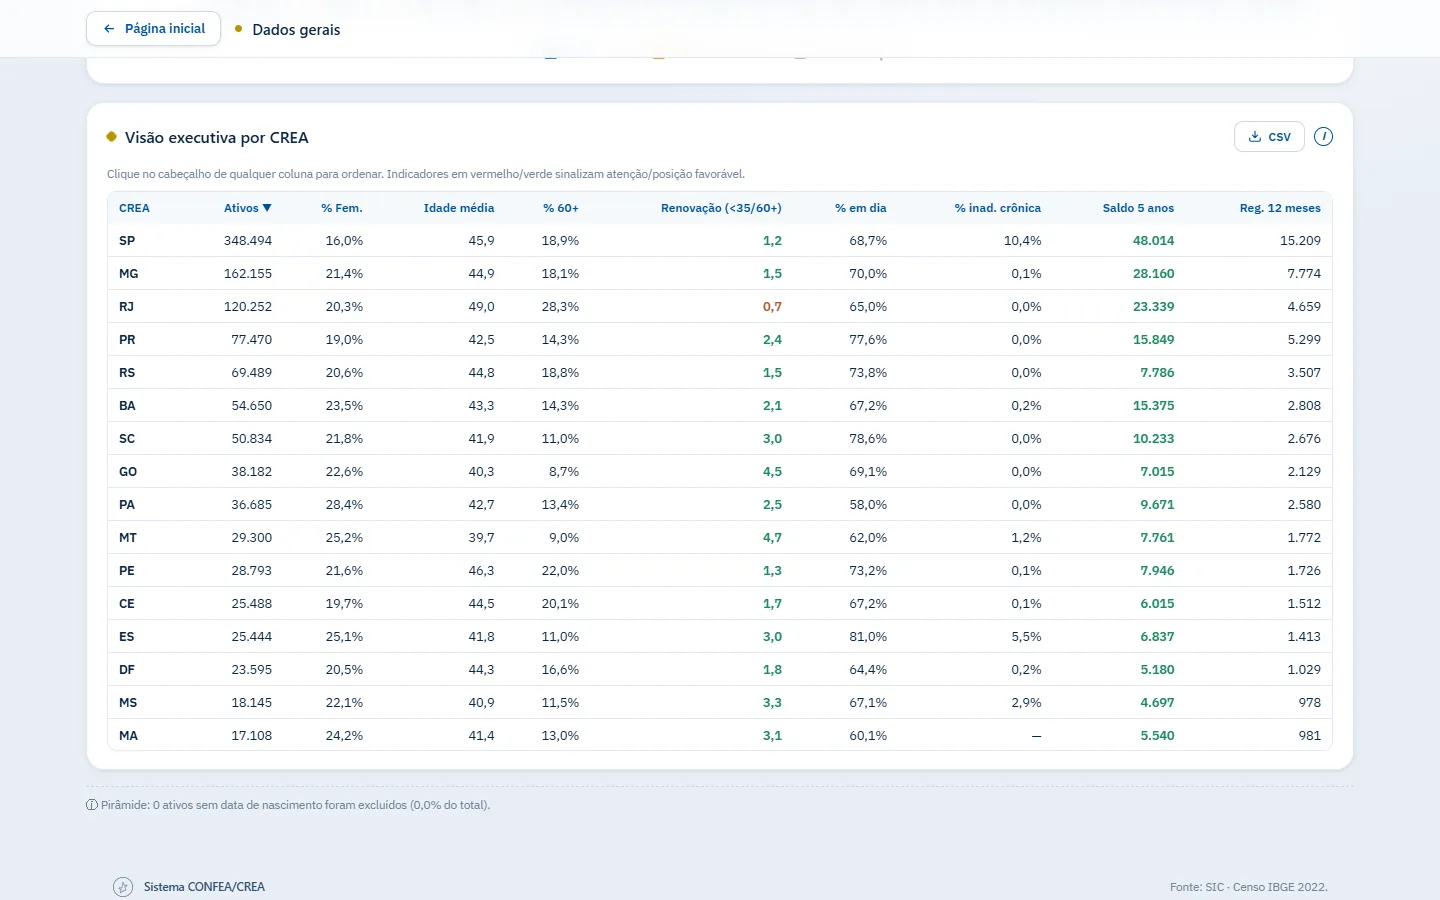 ← Página inicial Dados gerais
Visão executiva por CREA
CSV i
Clique no cabeçalho de qualquer coluna para ordenar. Indicadores em vermelho/verde sinalizam atenção/posição favorável.
CREA Ativos ▼ % Fem. Idade média % 60+ Renovação (<35/60+) % em dia % inad. crônica Saldo 5 anos Reg. 12 meses
SP 348.494 16,0% 45,9 18,9% 1,2 68,7% 10,4% 48.014 15.209
MG 162.155 21,4% 44,9 18,1% 1,5 70,0% 0,1% 28.160 7.774
RJ 120.252 20,3% 49,0 28,3% 0,7 65,0% 0,0% 23.339 4.659
PR 77.470 19,0% 42,5 14,3% 2,4 77,6% 0,0% 15.849 5.299
RS 69.489 20,6% 44,8 18,8% 1,5 73,8% 0,0% 7.786 3.507
BA 54.650 23,5% 43,3 14,3% 2,1 67,2% 0,2% 15.375 2.808
SC 50.834 21,8% 41,9 11,0% 3,0 78,6% 0,0% 10.233 2.676
GO 38.182 22,6% 40,3 8,7% 4,5 69,1% 0,0% 7.015 2.129
PA 36.685 28,4% 42,7 13,4% 2,5 58,0% 0,0% 9.671 2.580
MT 29.300 25,2% 39,7 9,0% 4,7 62,0% 1,2% 7.761 1.772
PE 28.793 21,6% 46,3 22,0% 1,3 73,2% 0,1% 7.946 1.726
CE 25.488 19,7% 44,5 20,1% 1,7 67,2% 0,1% 6.015 1.512
ES 25.444 25,1% 41,8 11,0% 3,0 81,0% 5,5% 6.837 1.413
DF 23.595 20,5% 44,3 16,6% 1,8 64,4% 0,2% 5.180 1.029
MS 18.145 22,1% 40,9 11,5% 3,3 67,1% 2,9% 4.697 978
MA 17.108 24,2% 41,4 13,0% 3,1 60,1% — 5.540 981
ⓘ Pirâmide: 0 ativos sem data de nascimento foram excluídos (0,0% do total).
Sistema CONFEA/CREA Fonte: SIC · Censo IBGE 2022.